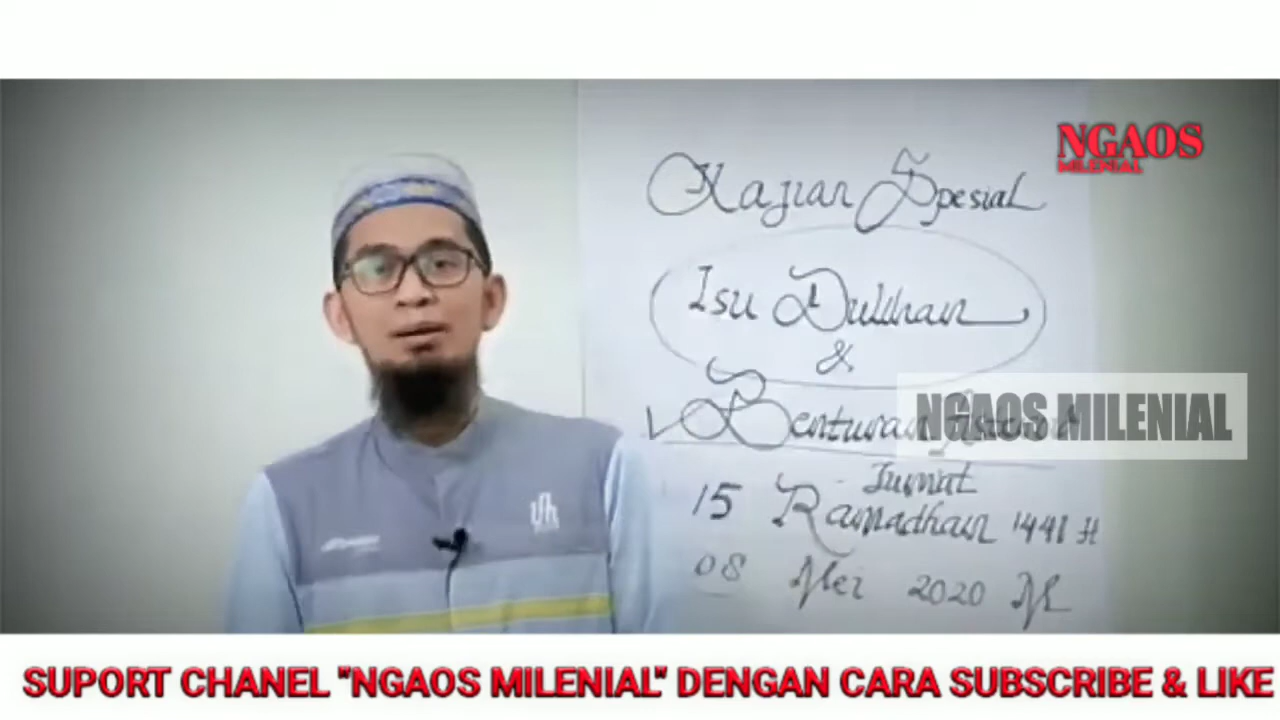 NGAOS
MILENIAL
Kajian Spesial
Isu Dukhan
&
Benturan
NGAOS MILENIAL
Jumat
15 Ramadhan 1441 H
08 Mei 2020 M
SUPORT CHANEL "NGAOS MILENIAL" DENGAN CARA SUBSCRIBE & LIKE